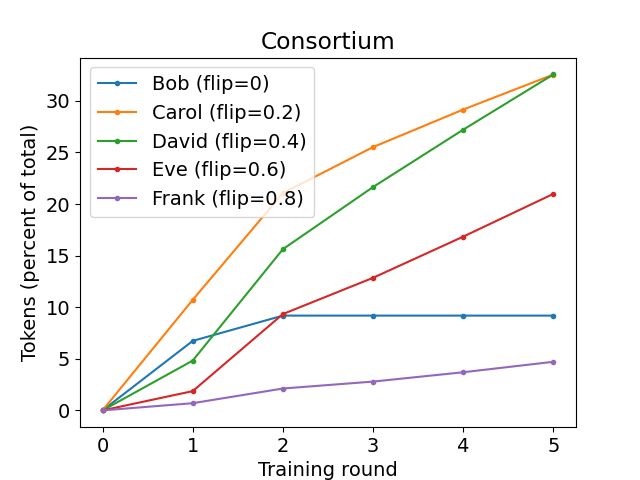 Consortium
Bob (flip=0)
Carol (flip=0.2)
David (flip=0.4)
Eve (flip=0.6)
Frank (flip=0.8)
Tokens (percent of total)
30
25
20
15
10
5
0
0 1 2 3 4 5
Training round